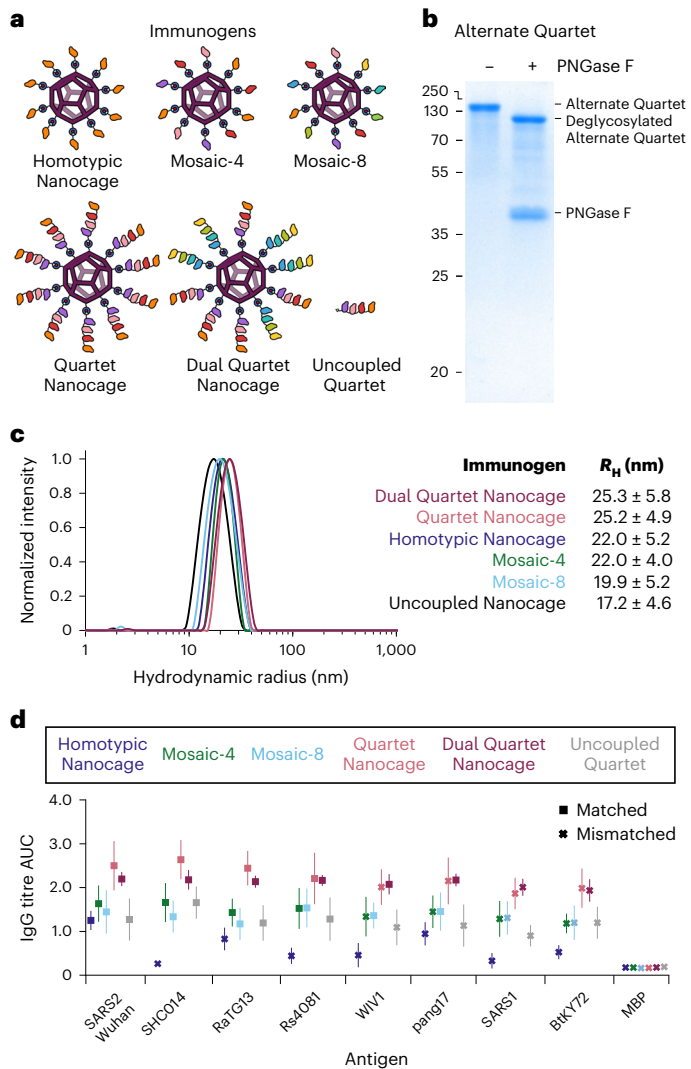 a
Immunogens
Homotypic
Nanocage
Mosaic-4
Mosaic-8
Quartet
Nanocage
Dual Quartet
Nanocage
Uncoupled
Quartet
b
Alternate Quartet
– + PNGase F
250
130
70
55
35
25
20
Alternate Quartet
Deglycosylated
Alternate Quartet
PNGase F
c
Normalized intensity
1.0
0.8
0.6
0.4
0.2
0
1 10 100 1,000
Hydrodynamic radius (nm)
Immunogen R_H (nm)
Dual Quartet Nanocage 25.3 ± 5.8
Quartet Nanocage 25.2 ± 4.9
Homotypic Nanocage 22.0 ± 5.2
Mosaic-4 22.0 ± 4.0
Mosaic-8 19.9 ± 5.2
Uncoupled Nanocage 17.2 ± 4.6
d
Homotypic
Nanocage
Mosaic-4
Mosaic-8
Quartet
Nanocage
Dual Quartet
Nanocage
Uncoupled
Quartet
IgG titre AUC
4.0
3.0
2.0
1.0
0
Matched
Mismatched
SARS2
Wuhan
SHC014
RaTG13
Rs4081
WIV1
pang17
SARS1
BtKY72
MBP
Antigen